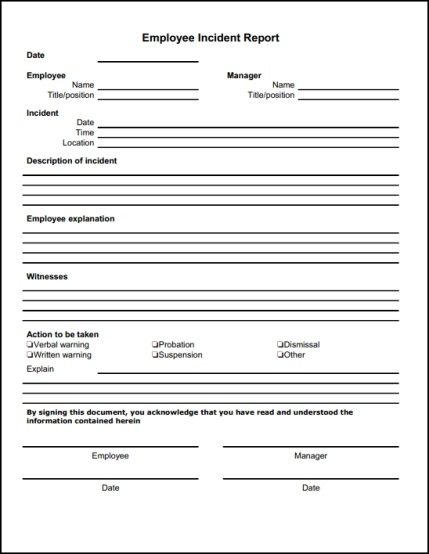 Employee Incident Report
Date
Employee Manager
Name Name
Title/position Title/position
Incident
Date
Time
Location
Description of incident
Employee explanation
Witnesses
Action to be taken
❑Verbal warning ❑Probation ❑Dismissal
❑Written warning ❑Suspension ❑Other
Explain
By signing this document, you acknowledge that you have read and understood the
information contained herein
Employee Manager
Date Date